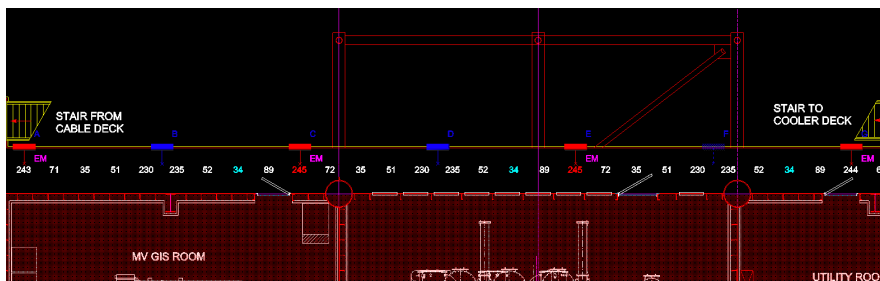 STAIR FROM
CABLE DECK
STAIR TO
COOLER DECK
A B C D E F
EM EM EM EM
243 71 35 51 230 235 52 34 89 245 72 35 51 230 235 52 34 89 245 72 35 51 230 235 52 34 89 244
MV GIS ROOM
UTILITY ROO